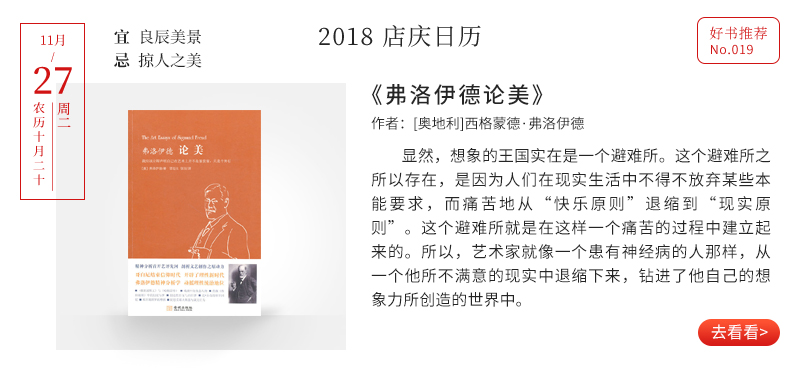 11月
/
27
周二
农历十月二十
宜 良辰美景
忌 掠人之美
2018 店庆日历
好书推荐
No.019
The Art Essays of Sigmund Freud
弗洛伊德 论美
《弗洛伊德论美》
作者：[奥地利]西格蒙德·弗洛伊德
显然，想象的王国实在是一个避难所。这个避难所之
所以存在，是因为人们在现实生活中不得不放弃某些本
能要求，而痛苦地从“快乐原则”退缩到“现实原
则”。这个避难所就是在这样一个痛苦的过程中建立起
来的。所以，艺术家就像一个患有神经病的人那样，从
一个他所不满意的现实中退缩下来，钻进了他自己的想
象力所创造的世界中。
去看看>